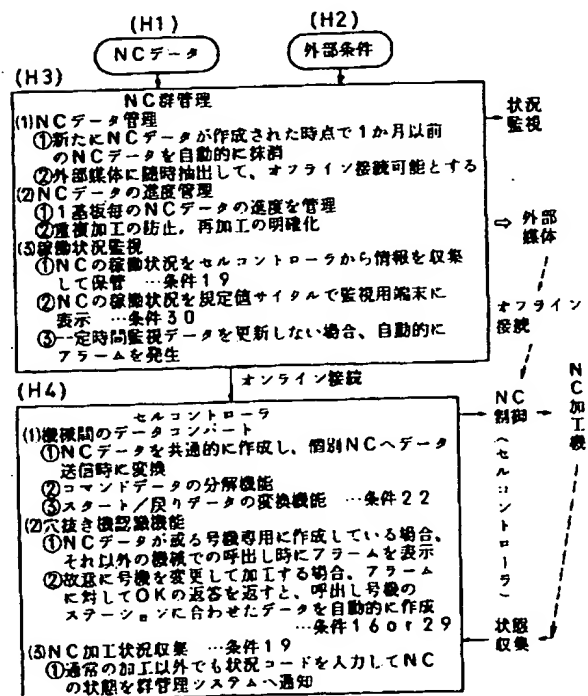 (H1)
(H2)
NCデータ
外部条件
(H3)
NC群管理
(1)NCデータ管理
①新たにNCデータが作成された時点で1か月以前
のNCデータを自動的に抹消
②外部媒体に随時抽出して、オフライン接続可能とする
(2)NCデータの進度管理
①1基板毎のNCデータの進度を管理
②重複加工の防止，再加工の明確化
(3)稼働状況監視
①NCの稼働状況をセルコントローラから情報を収集
して保管 …条件19
②NCの稼働状況を規定値サイクルで監視用端末に
表示 …条件30
③一定時間監視データを更新しない場合、自動的に
アラームを発生
状況
監視
外部
媒体
オフライン
接続
オンライン接続
(H4)
セルコントローラ
(1)機械間のデータコンバート
①NCデータを共通的に作成し、個別NCへデータ
送信時に変換
②コマンドデータの分解機能
③スタート/戻りデータの変換機能 …条件22
(2)穴抜き機認識機能
①NCデータが或る号機専用に作成している場合、
それ以外の機械での呼出し時にアラームを表示
②故意に号機を変更して加工する場合、アラーム
に対してOKの返答を返すと、呼出し号機の
ステーションに合わせたデータを自動的に作成
…条件16or29
(3)NC加工状況収集 …条件19
①通常の加工以外でも状況コードを入力してNC
の状態を群管理システムへ通知
NC
制御
(セルコントローラ)
NC加工機
状態
収集